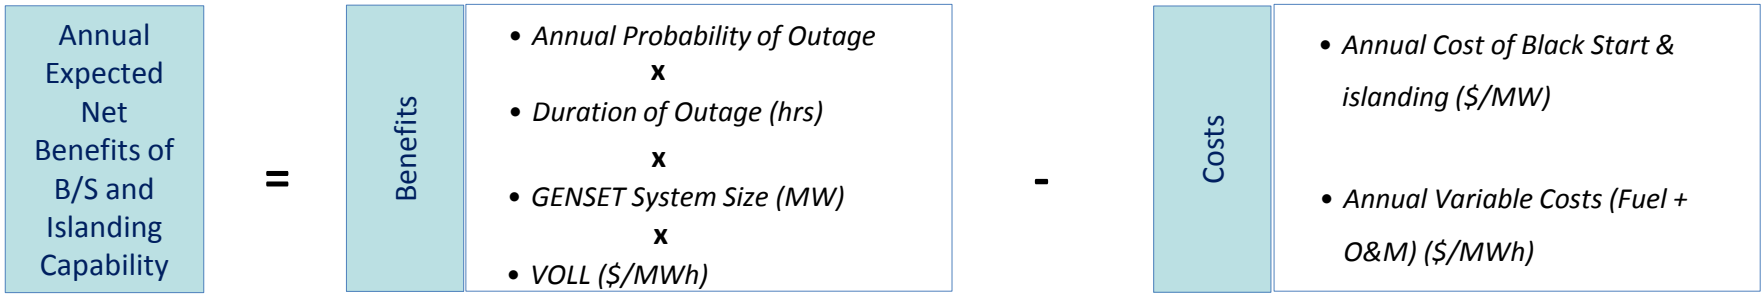 Annual
Expected
Net
Benefits of
B/S and
Islanding
Capability
=
Benefits
• Annual Probability of Outage
x
• Duration of Outage (hrs)
x
• GENSET System Size (MW)
x
• VOLL ($/MWh)
-
Costs
• Annual Cost of Black Start &
islanding ($/MW)
• Annual Variable Costs (Fuel +
O&M) ($/MWh)